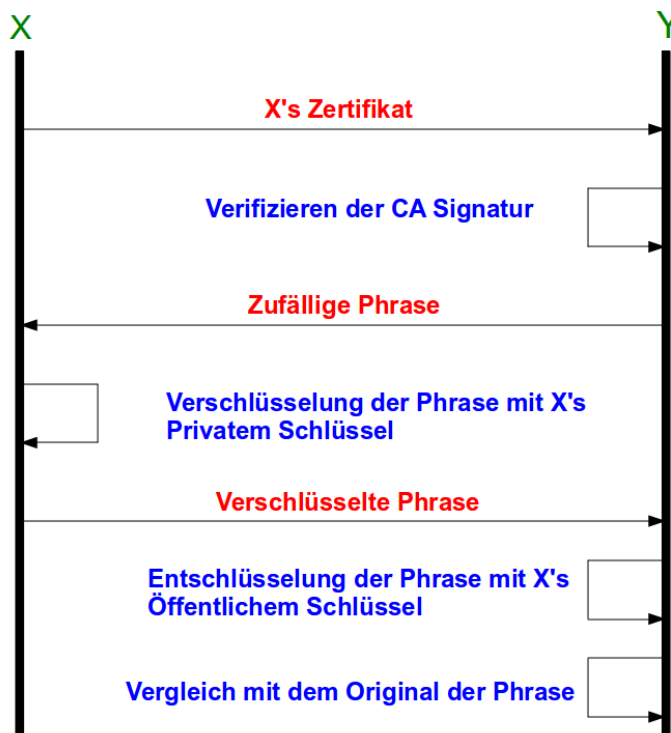 X
Y
X's Zertifikat
Verifizieren der CA Signatur
Zufällige Phrase
Verschlüsselung der Phrase mit X's
Privatem Schlüssel
Verschlüsselte Phrase
Entschlüsselung der Phrase mit X's
Öffentlichem Schlüssel
Vergleich mit dem Original der Phrase